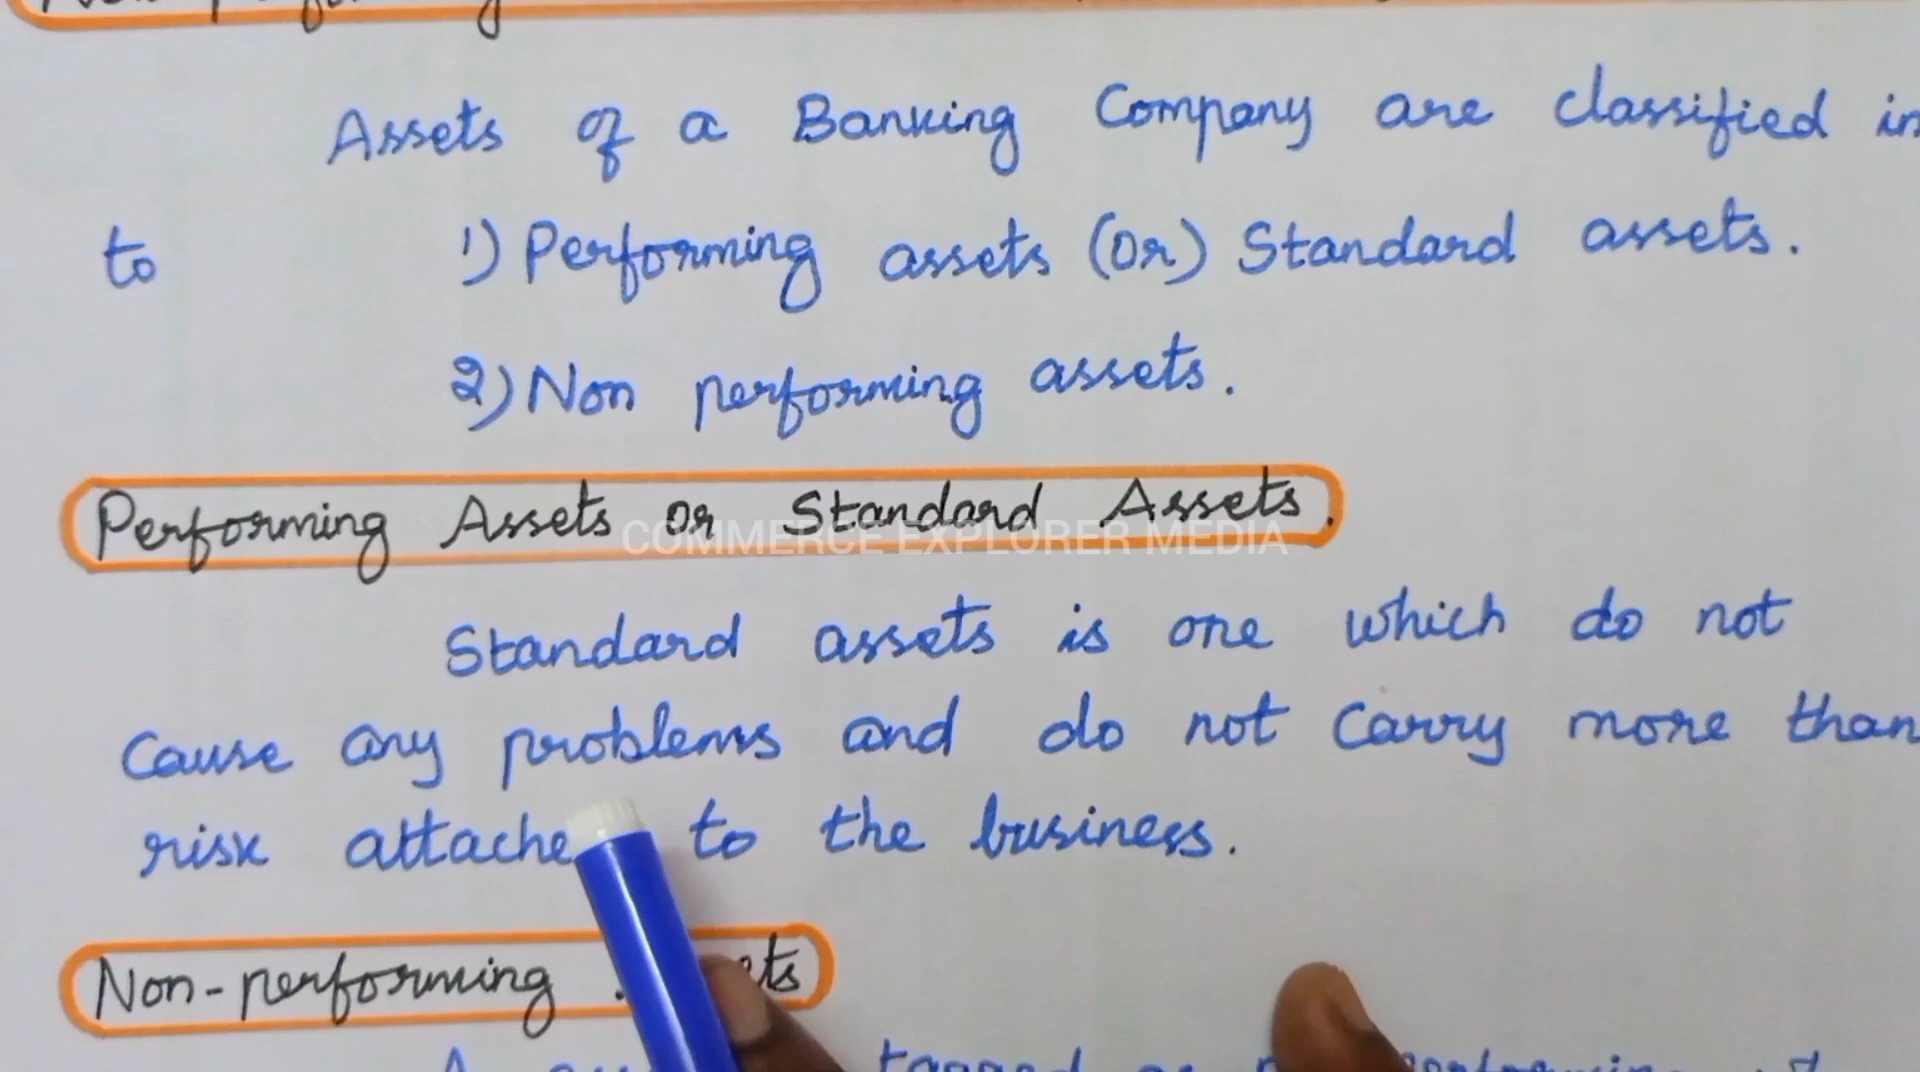 Assets of a Banking Company are classified in
to 1) Performing assets (or) Standard assets.
2) Non performing assets.
Performing Assets or Standard Assets.
COMMERCE EXPLORER MEDIA
Standard assets is one which do not
cause any problems and do not carry more than
risk attache to the business.
Non-performing